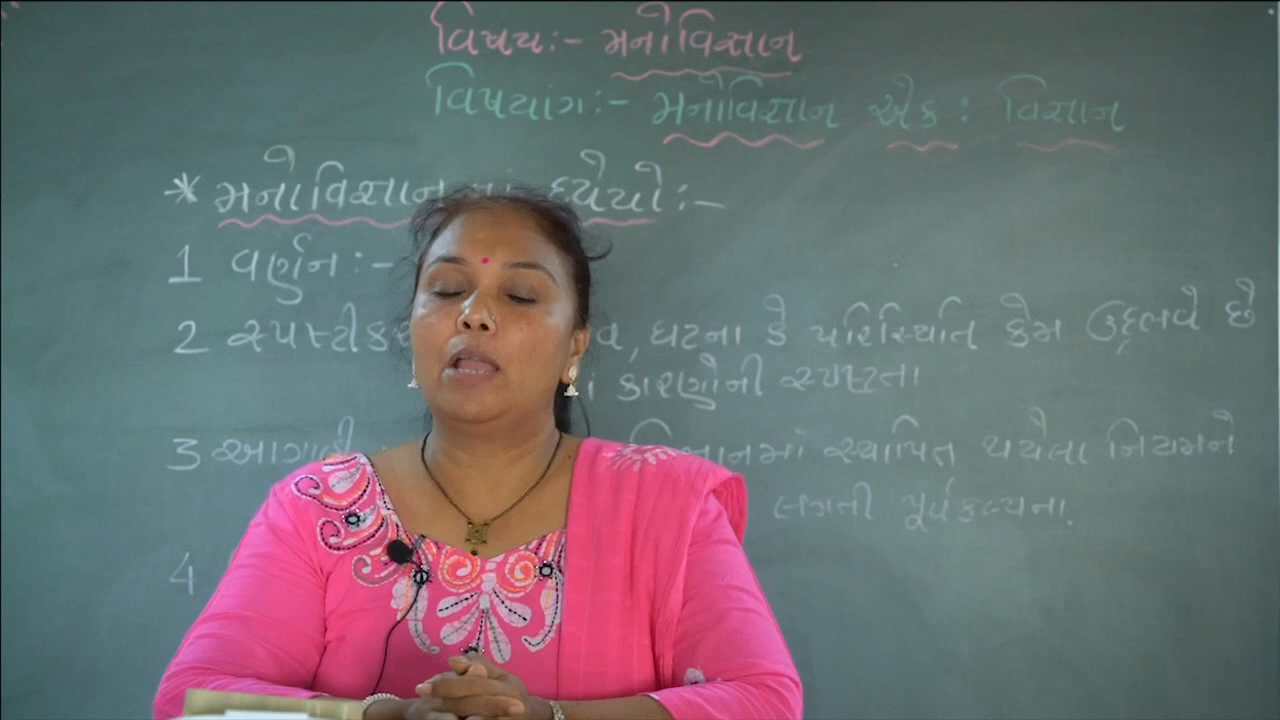 વિષય:- મનોવિજ્ઞાન
વિષયાંગ:- મનોવિજ્ઞાન એક : વિજ્ઞાન
* મનોવિજ્ઞાનનાં ધ્યેયો:-
1 વર્ણન:-
2 સ્પષ્ટીક , ઘટના કે પરિસ્થિતિ કેમ ઉદ્દભવે છે
કારણોની સ્પષ્ટતા
3 આગાહી વિજ્ઞાનમાં સ્થાપિત થયેલા નિયમને
લગતી પૂર્વકલ્પના.
4